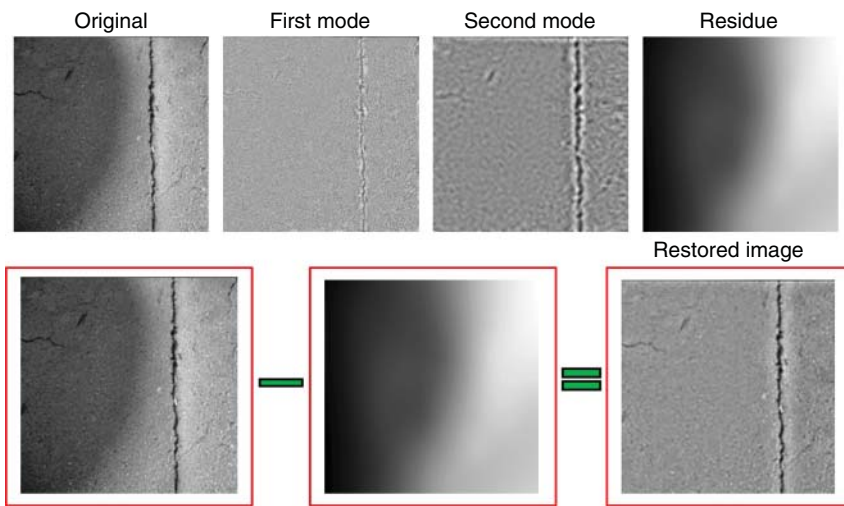 Original
First mode
Second mode
Residue
Restored image